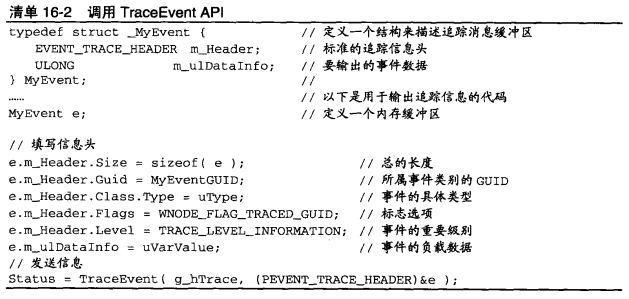 清单 16-2 调用 TraceEvent API
typedef struct _MyEvent { // 定义一个结构来描述追踪消息缓冲区
EVENT_TRACE_HEADER m_Header; // 标准的追踪信息头
ULONG m_ulDataInfo; // 要输出的事件数据
} MyEvent; //
…… // 以下是用于输出追踪信息的代码
MyEvent e; // 定义一个内存缓冲区
// 填写信息头
e.m_Header.Size = sizeof( e ); // 总的长度
e.m_Header.Guid = MyEventGUID; // 所属事件类别的 GUID
e.m_Header.Class.Type = uType; // 事件的具体类型
e.m_Header.Flags = WNODE_FLAG_TRACED_GUID; // 标志选项
e.m_Header.Level = TRACE_LEVEL_INFORMATION; // 事件的重要级别
e.m_ulDataInfo = uVarValue; // 事件的负载数据
// 发送信息
Status = TraceEvent( g_hTrace, (PEVENT_TRACE_HEADER)&e );